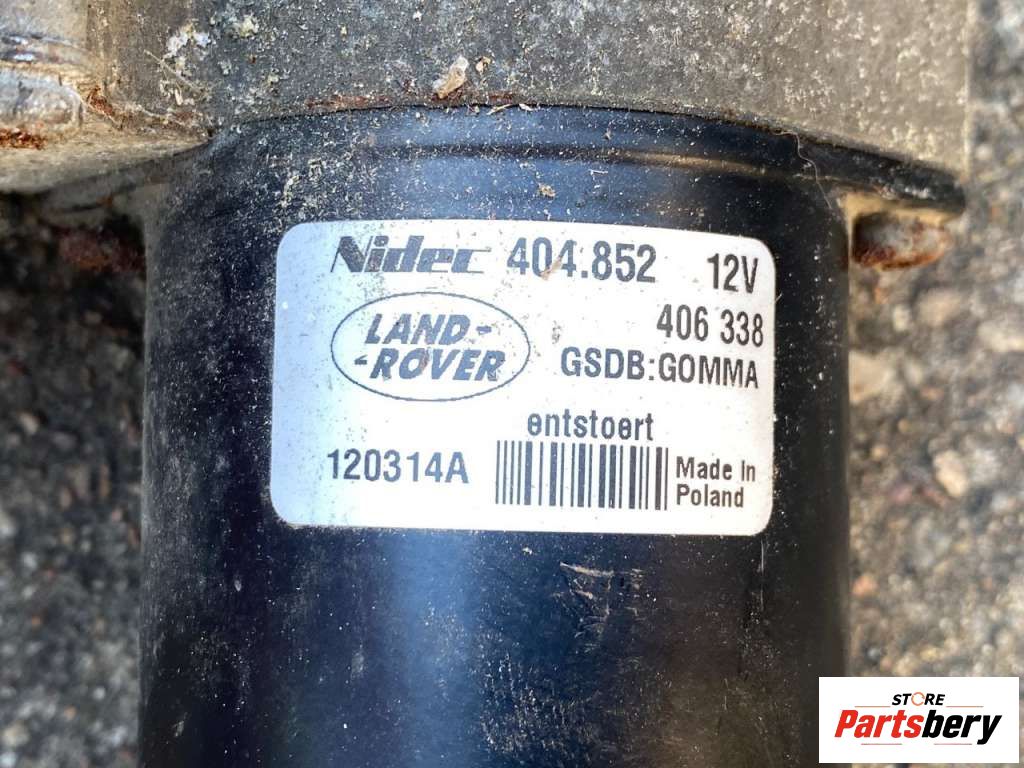 Nidec 404.852 12V
406 338
LAND-
-ROVER
GSDB:GOMMA
entstoert
120314A
Made In
Poland
STORE
Partsbery